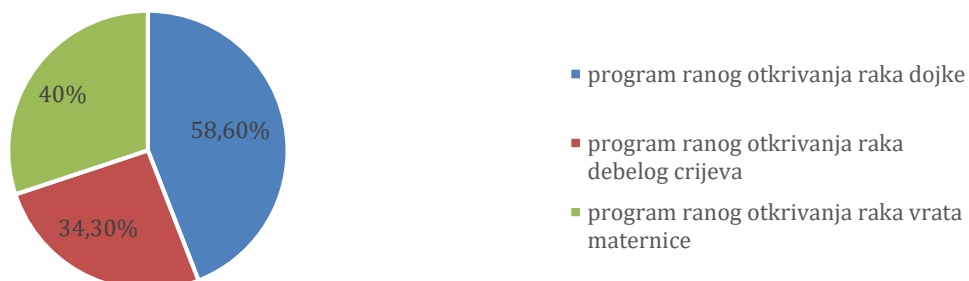 40%
58,60%
34,30%
program ranog otkrivanja raka dojke
program ranog otkrivanja raka
debelog crijeva
program ranog otkrivanja raka vrata
maternice